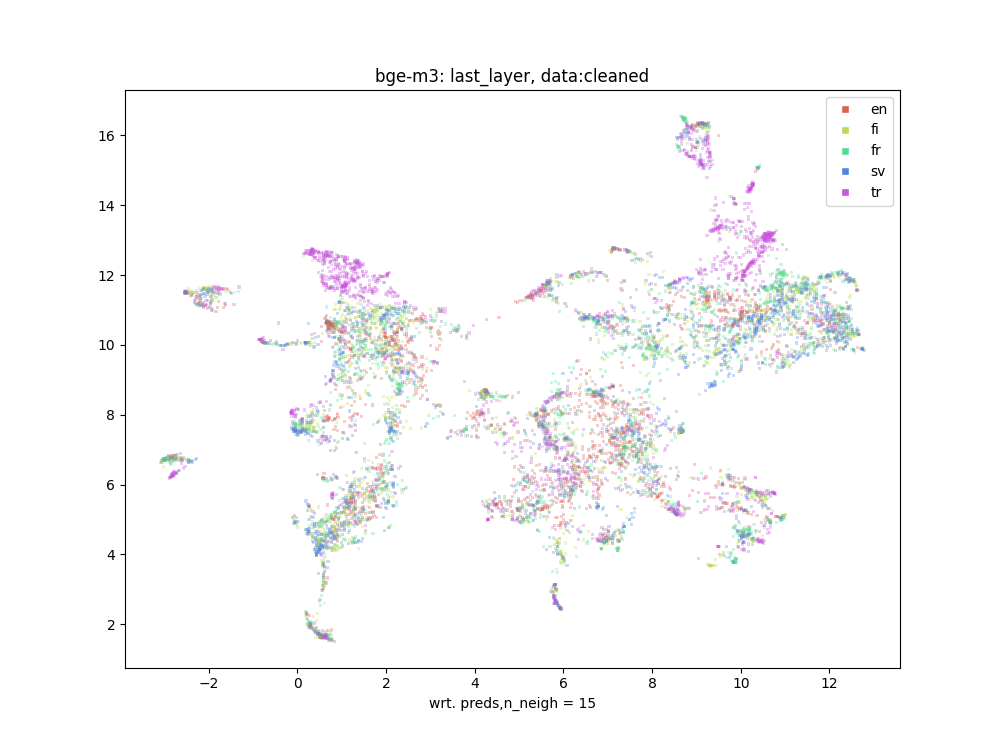 bge-m3: last_layer, data:cleaned
en
fi
fr
sv
tr
16
14
12
10
8
6
4
2
−2 0 2 4 6 8 10 12
wrt. preds,n_neigh = 15